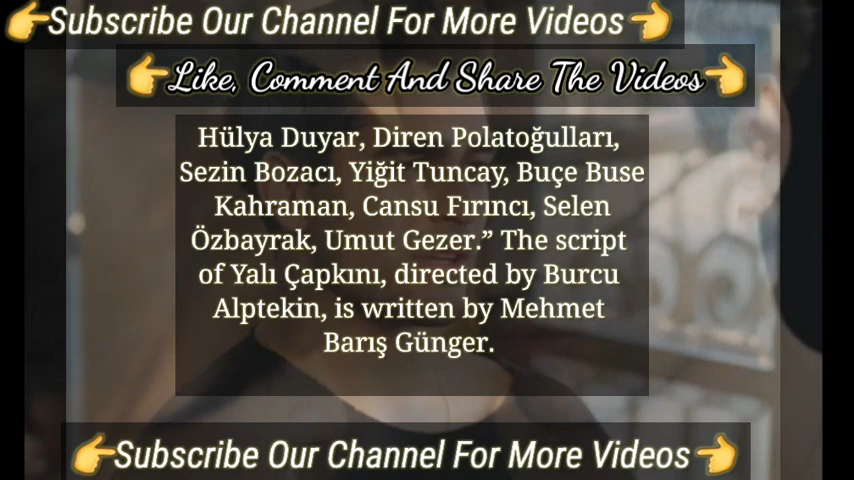 👉Subscribe Our Channel For More Videos👈
👉Like, Comment And Share The Videos👈
Hülya Duyar, Diren Polatoğulları,
Sezin Bozacı, Yiğit Tuncay, Buçe Buse
Kahraman, Cansu Fırıncı, Selen
Özbayrak, Umut Gezer.” The script
of Yalı Çapkını, directed by Burcu
Alptekin, is written by Mehmet
Barış Günger.
👉Subscribe Our Channel For More Videos👈